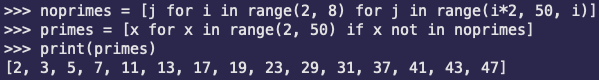 >>> noprimes = [j for i in range(2, 8) for j in range(i*2, 50, i)]
>>> primes = [x for x in range(2, 50) if x not in noprimes]
>>> print(primes)
[2, 3, 5, 7, 11, 13, 17, 19, 23, 29, 31, 37, 41, 43, 47]